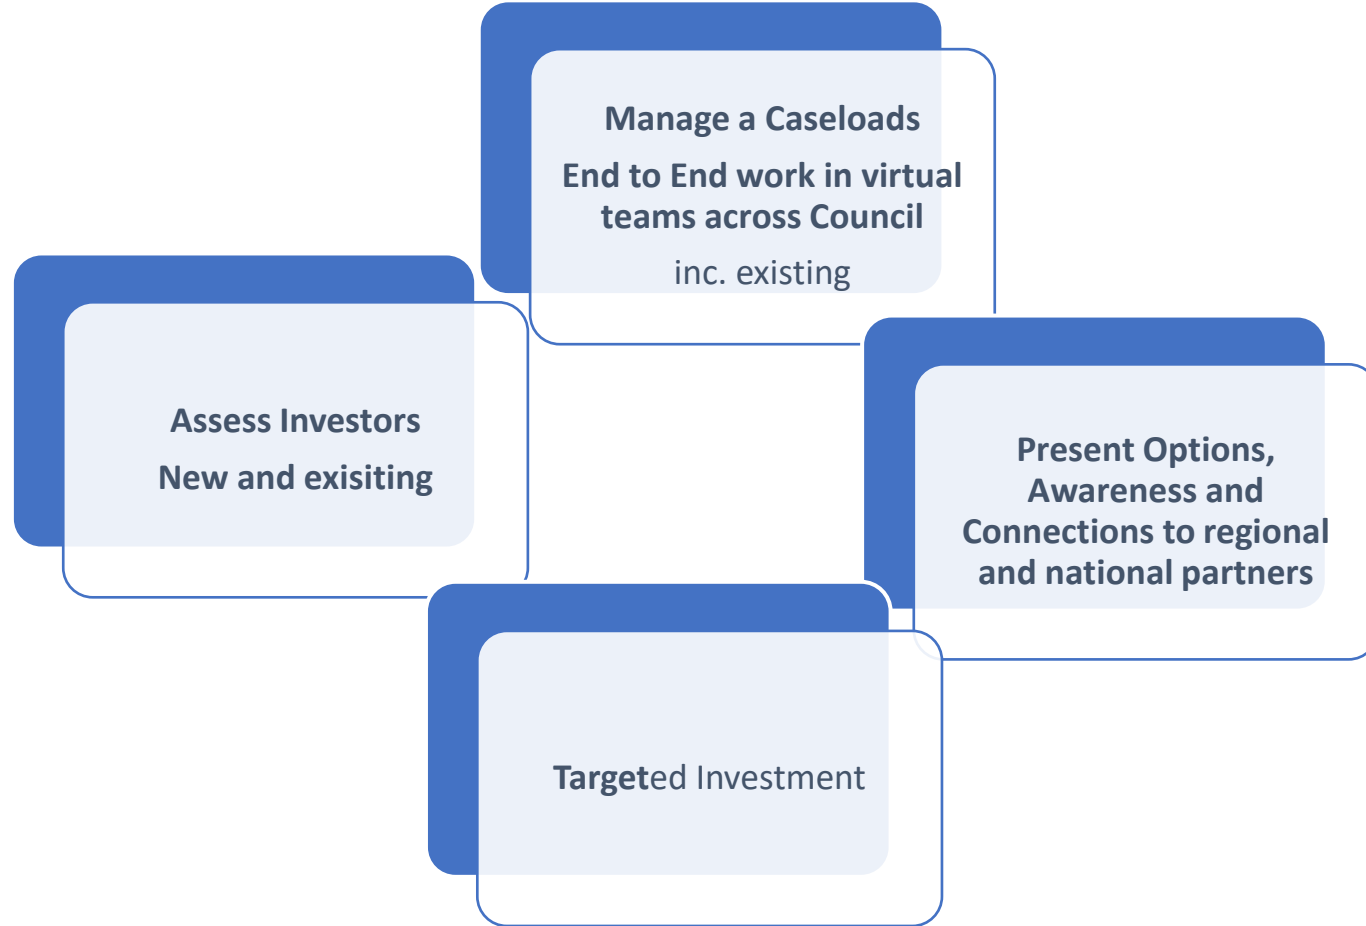 Manage a Caseloads
End to End work in virtual
teams across Council
inc. existing
Assess Investors
New and exisiting
Present Options,
Awareness and
Connections to regional
and national partners
Targeted Investment